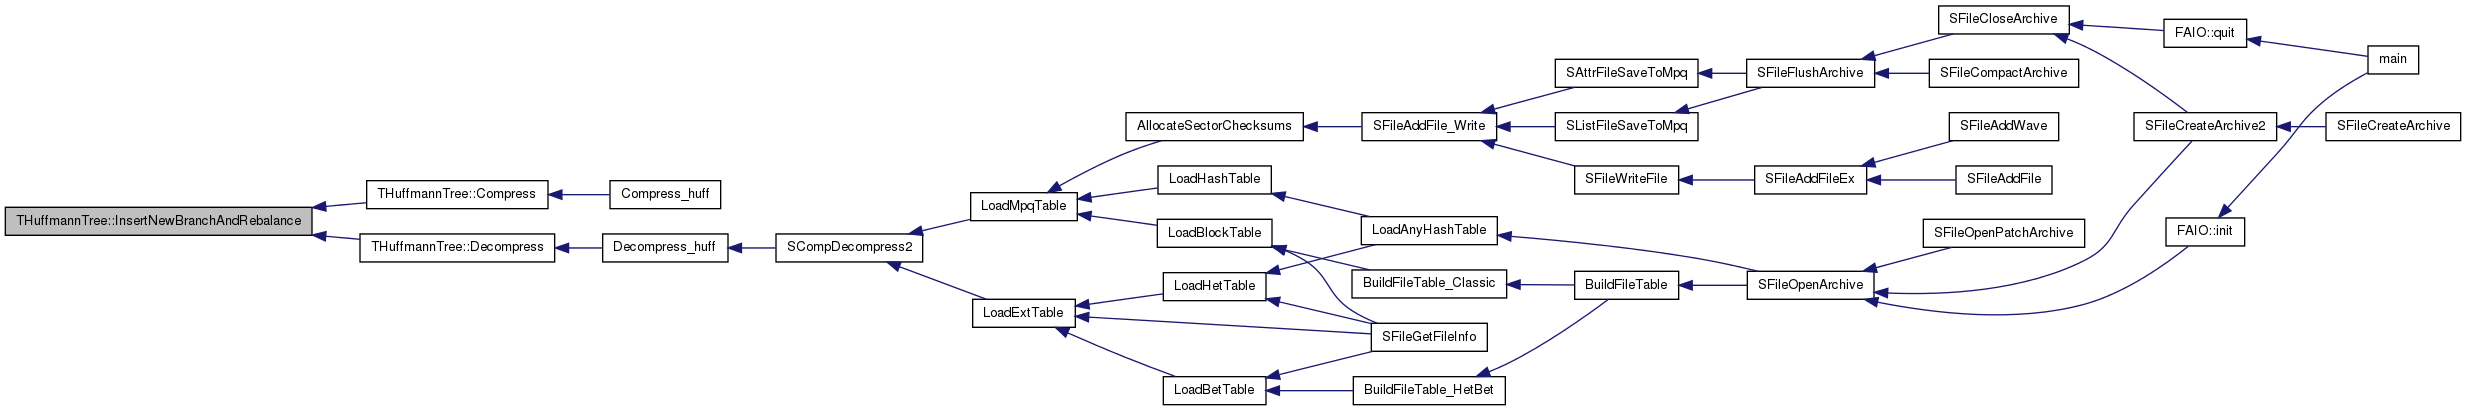 THuffmannTree::InsertNewBranchAndRebalance
THuffmannTree::Compress
Compress_huff
THuffmannTree::Decompress
Decompress_huff
SCompDecompress2
LoadMpqTable
LoadExtTable
AllocateSectorChecksums
LoadHashTable
LoadBlockTable
LoadHetTable
LoadBetTable
SFileAddFile_Write
LoadAnyHashTable
SFileGetFileInfo
SAttrFileSaveToMpq
SListFileSaveToMpq
SFileWriteFile
BuildFileTable_Classic
BuildFileTable_HetBet
BuildFileTable
SFileFlushArchive
SFileAddFileEx
SFileOpenArchive
SFileCloseArchive
SFileCompactArchive
SFileAddWave
SFileAddFile
SFileOpenPatchArchive
FAIO::quit
SFileCreateArchive2
FAIO::init
main
SFileCreateArchive